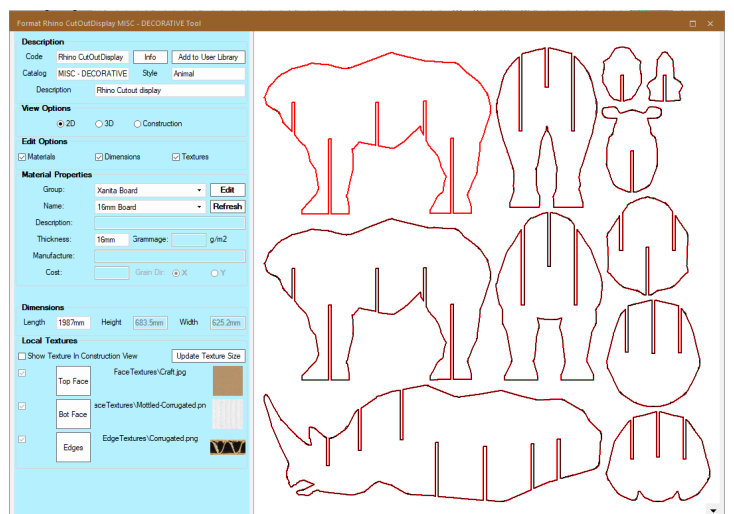 Format Rhino CutOutDisplay MISC - DECORATIVE Tool
Description
Code Rhino CutOutDisplay Info Add to User Library
Catalog MISC - DECORATIVE Style Animal
Description Rhino Cutout display
View Options
2D 3D Construction
Edit Options
Materials Dimensions Textures
Material Properties
Group: Xanita Board Edit
Name: 16mm Board Refresh
Description:
Thickness: 16mm Grammage: g/m2
Manufacture:
Cost: Grain Dir: X Y
Dimensions
Length 1987mm Height 683.5mm Width 625.2mm
Local Textures
Show Texture In Construction View Update Texture Size
Top Face FaceTextures\Craft.jpg
Bot Face aceTextures\Mottled-Corrugated.pn
Edges EdgeTextures\Corrugated.png